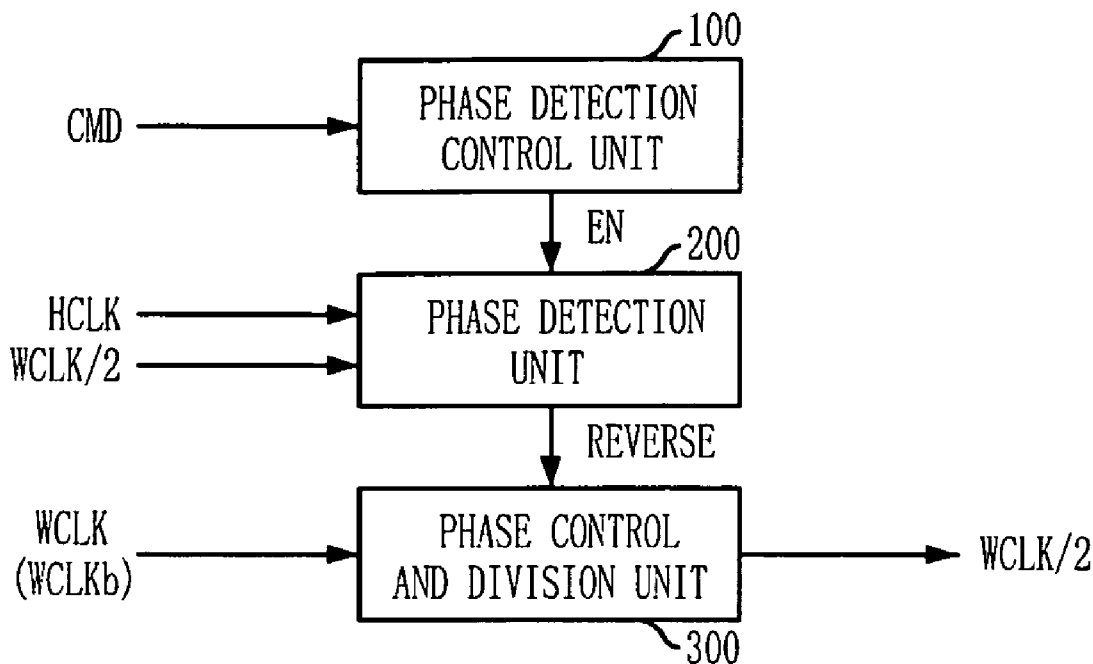 100
CMD
PHASE DETECTION
CONTROL UNIT
EN
200
HCLK
WCLK/2
PHASE DETECTION
UNIT
REVERSE
WCLK
(WCLKb)
PHASE CONTROL
AND DIVISION UNIT
WCLK/2
300